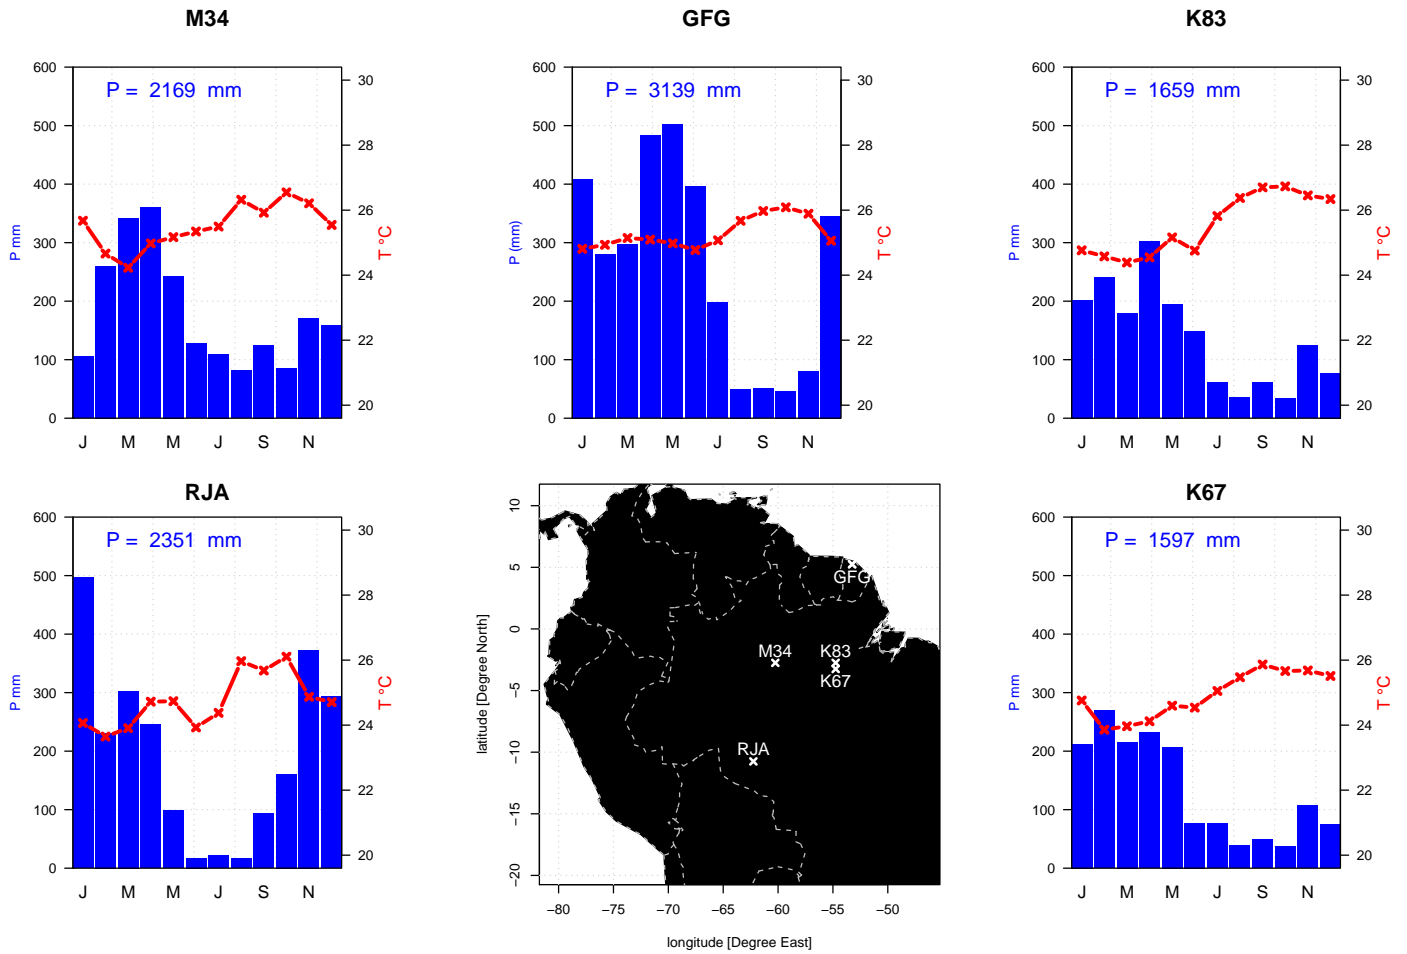 M34
P = 2169 mm
600
500
400
300
200
100
0
P mm
30
28
26
24
22
20
T °C
J M M J S N
GFG
P = 3139 mm
600
500
400
300
200
100
0
P (mm)
30
28
26
24
22
20
T °C
J M M J S N
K83
P = 1659 mm
600
500
400
300
200
100
0
P mm
30
28
26
24
22
20
T °C
J M M J S N
RJA
P = 2351 mm
600
500
400
300
200
100
0
P mm
30
28
26
24
22
20
T °C
J M M J S N
10
5
0
−5
−10
−15
−20
latitude [Degree North]
GFG
M34
K83
K67
RJA
−80 −75 −70 −65 −60 −55 −50
longitude [Degree East]
K67
P = 1597 mm
600
500
400
300
200
100
0
P mm
30
28
26
24
22
20
T °C
J M M J S N